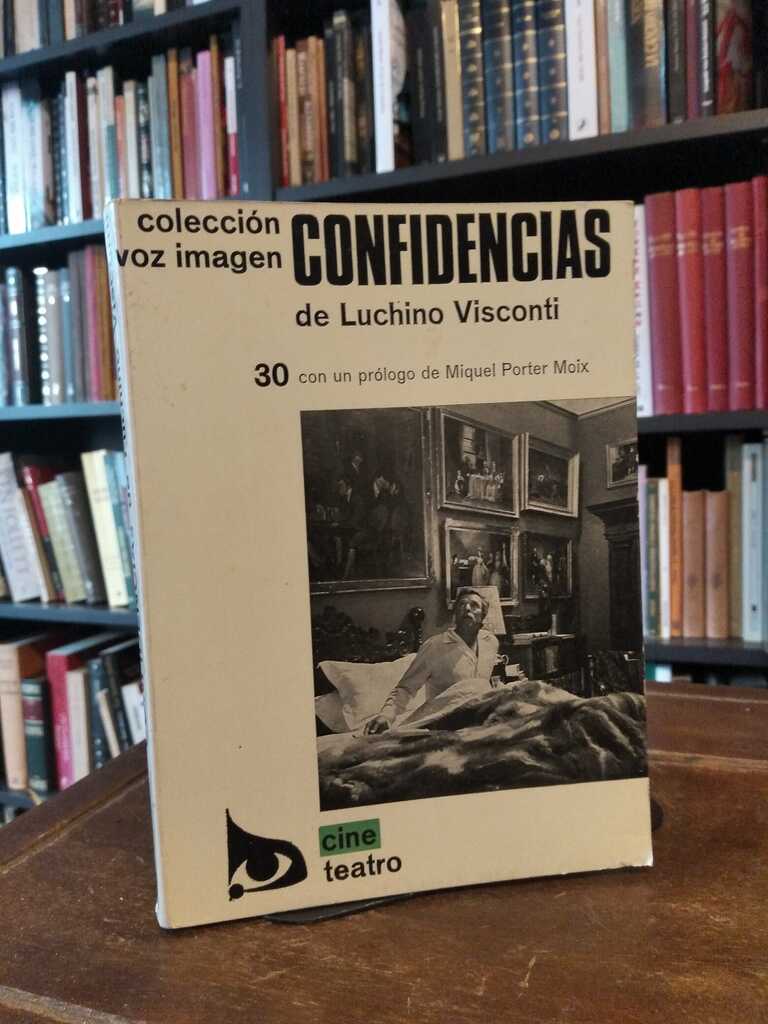 colección
voz imagen
CONFIDENCIAS
de Luchino Visconti
30 con un prólogo de Miquel Porter Moix
cine
teatro